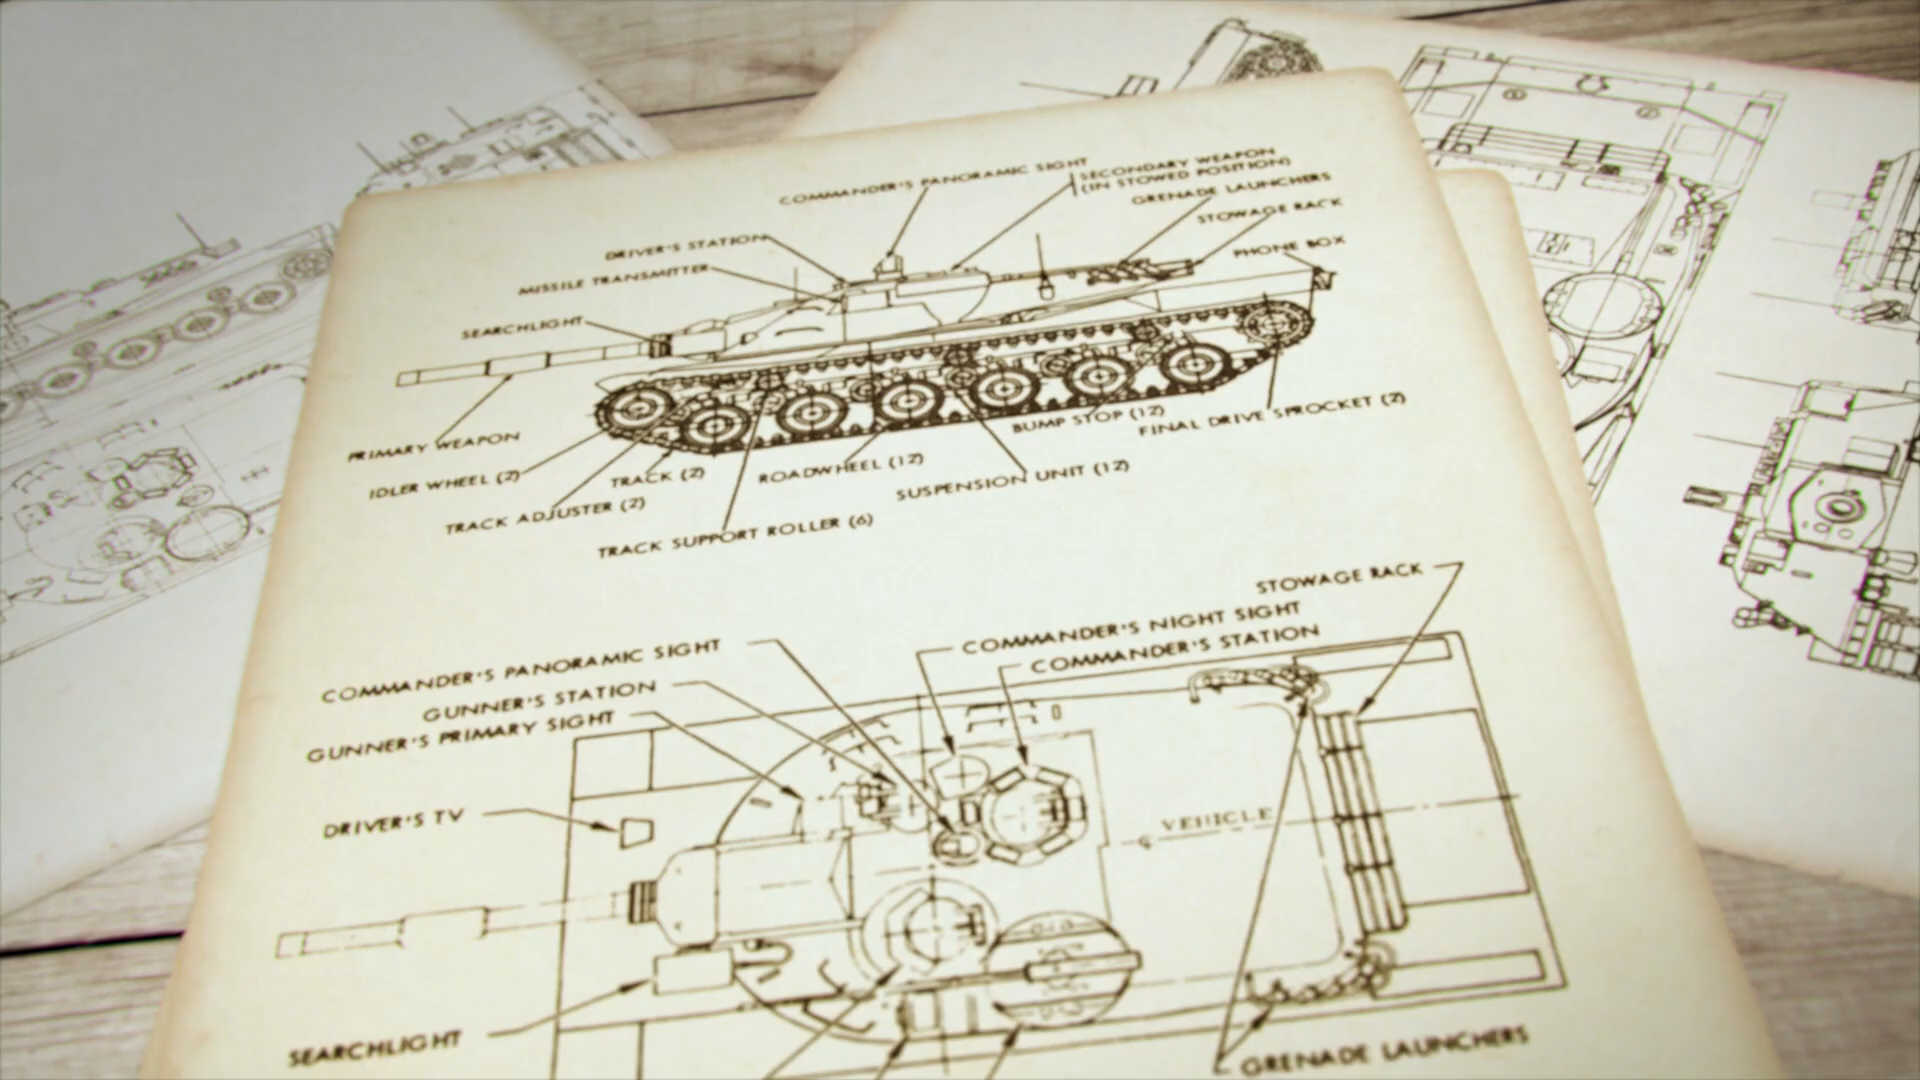 COMMANDER'S PANORAMIC SIGHT
SECONDARY WEAPON
(IN STOWED POSITION)
GRENADE LAUNCHERS
STOWAGE RACK
DRIVER'S STATION
PHONE BOX
MISSILE TRANSMITTER
SEARCHLIGHT
PRIMARY WEAPON
BUMP STOP (12)
FINAL DRIVE SPROCKET (2)
IDLER WHEEL (2)
TRACK (2)
ROADWHEEL (12)
SUSPENSION UNIT (12)
TRACK ADJUSTER (2)
TRACK SUPPORT ROLLER (6)
STOWAGE RACK
COMMANDER'S NIGHT SIGHT
COMMANDER'S STATION
COMMANDER'S PANORAMIC SIGHT
GUNNER'S STATION
GUNNER'S PRIMARY SIGHT
DRIVER'S TV
VEHICLE
SEARCHLIGHT
GRENADE LAUNCHERS